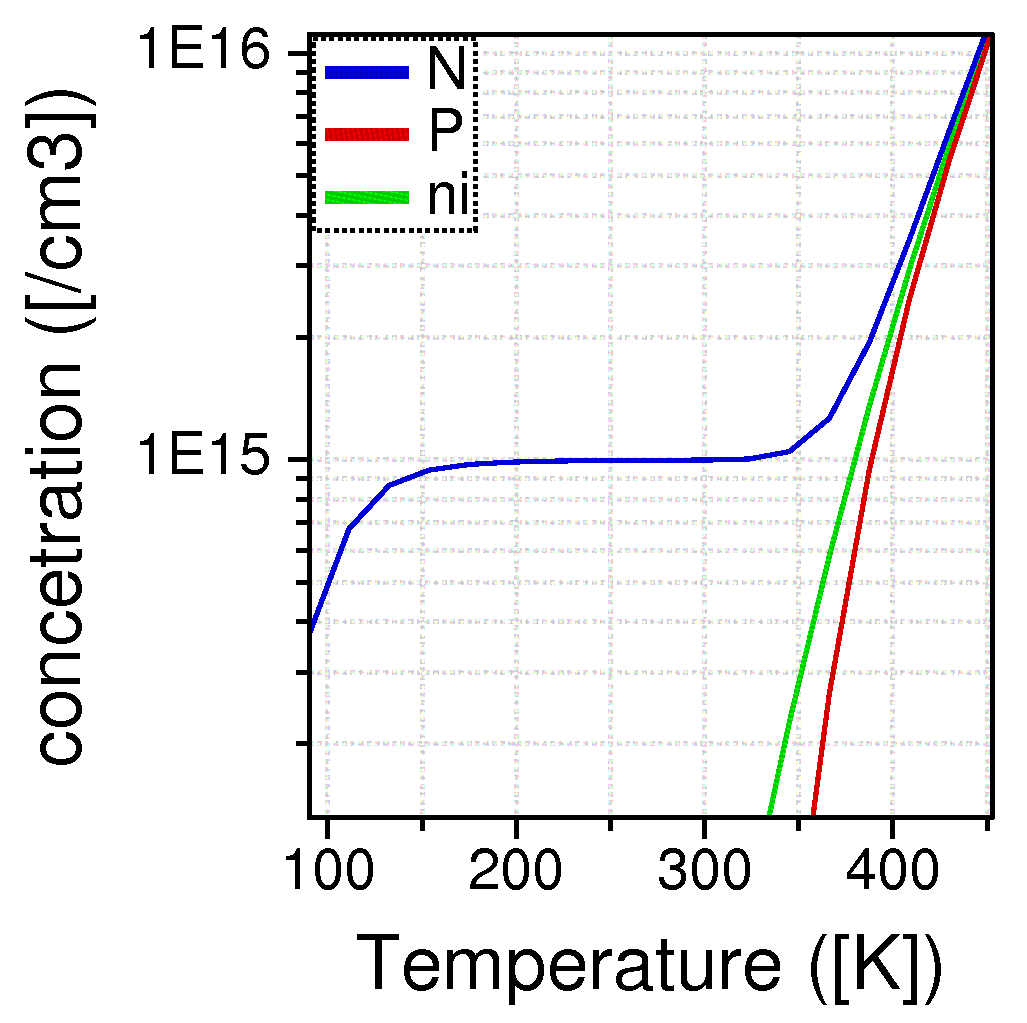 1E16
N
P
ni
concetration ([/cm3])
1E15
100 200 300 400
Temperature ([K])